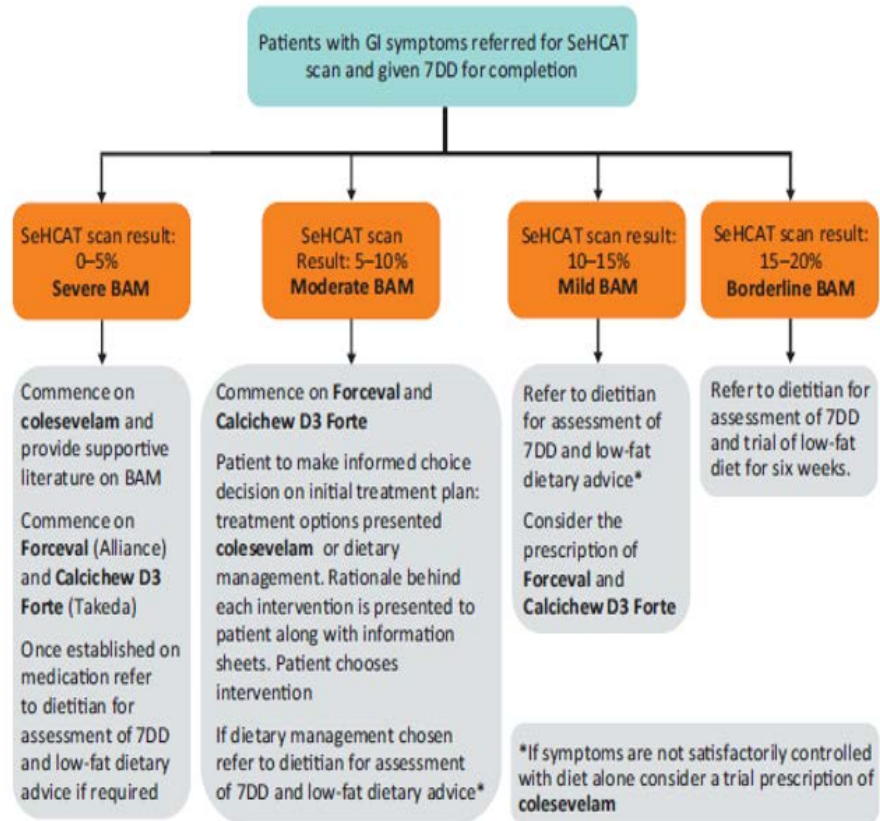 Patients with GI symptoms referred for SeHCAT
scan and given 7DD for completion
SeHCAT scan result:
0–5%
Severe BAM
SeHCAT scan
Result: 5–10%
Moderate BAM
SeHCAT scan result:
10–15%
Mild BAM
SeHCAT scan result:
15–20%
Borderline BAM
Commence on
colesevelam and
provide supportive
literature on BAM
Commence on
Forceval (Alliance)
and Calcichew D3
Forte (Takeda)
Once established on
medication refer
to dietitian for
assessment of 7DD
and low-fat dietary
advice if required
Commence on Forceval and
Calcichew D3 Forte
Patient to make informed choice
decision on initial treatment plan:
treatment options presented
colesevelam or dietary
management. Rationale behind
each intervention is presented to
patient along with information
sheets. Patient chooses
intervention
If dietary management chosen
refer to dietitian for assessment
of 7DD and low-fat dietary advice*
Refer to dietitian
for assessment of
7DD and low-fat
dietary advice*
Consider the
prescription of
Forceval and
Calcichew D3 Forte
Refer to dietitian for
assessment of 7DD
and trial of low-fat
diet for six weeks.
*If symptoms are not satisfactorily controlled
with diet alone consider a trial prescription of
colesevelam